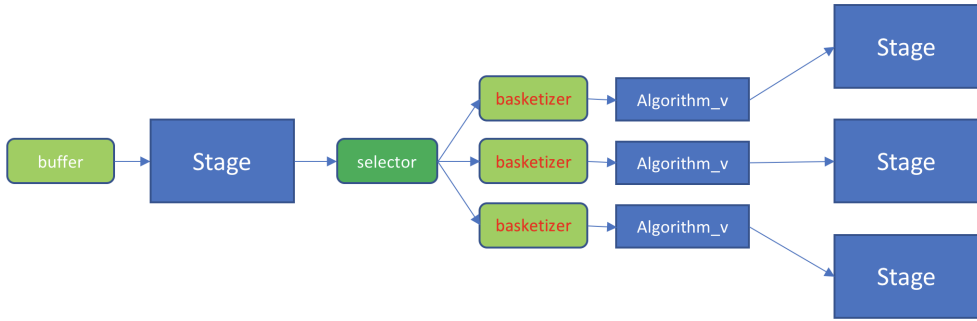 buffer
Stage
selector
basketizer
Algorithm_v
Stage
basketizer
Algorithm_v
Stage
basketizer
Algorithm_v
Stage